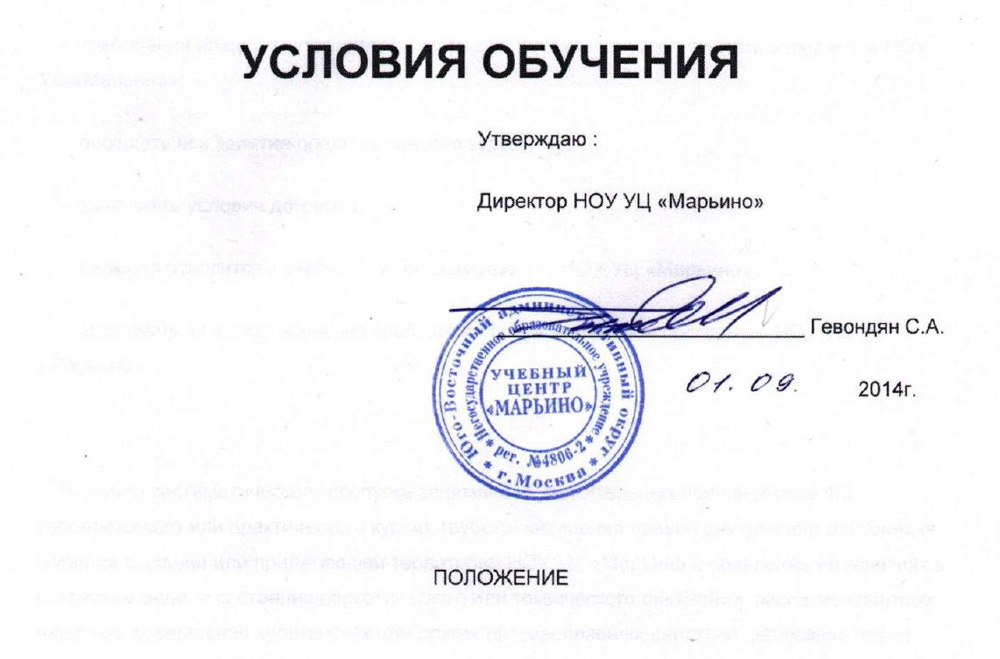 УСЛОВИЯ ОБУЧЕНИЯ
Утверждаю :
Директор НОУ УЦ «Марьино»
Гевондян С.А.
01. 09. 2014г.
Юго-Восточный административный округ
* г.Москва *
Негосударственное образовательное учреждение
* рег. №4806-2 *
УЧЕБНЫЙ
ЦЕНТР
«МАРЬИНО»
ПОЛОЖЕНИЕ